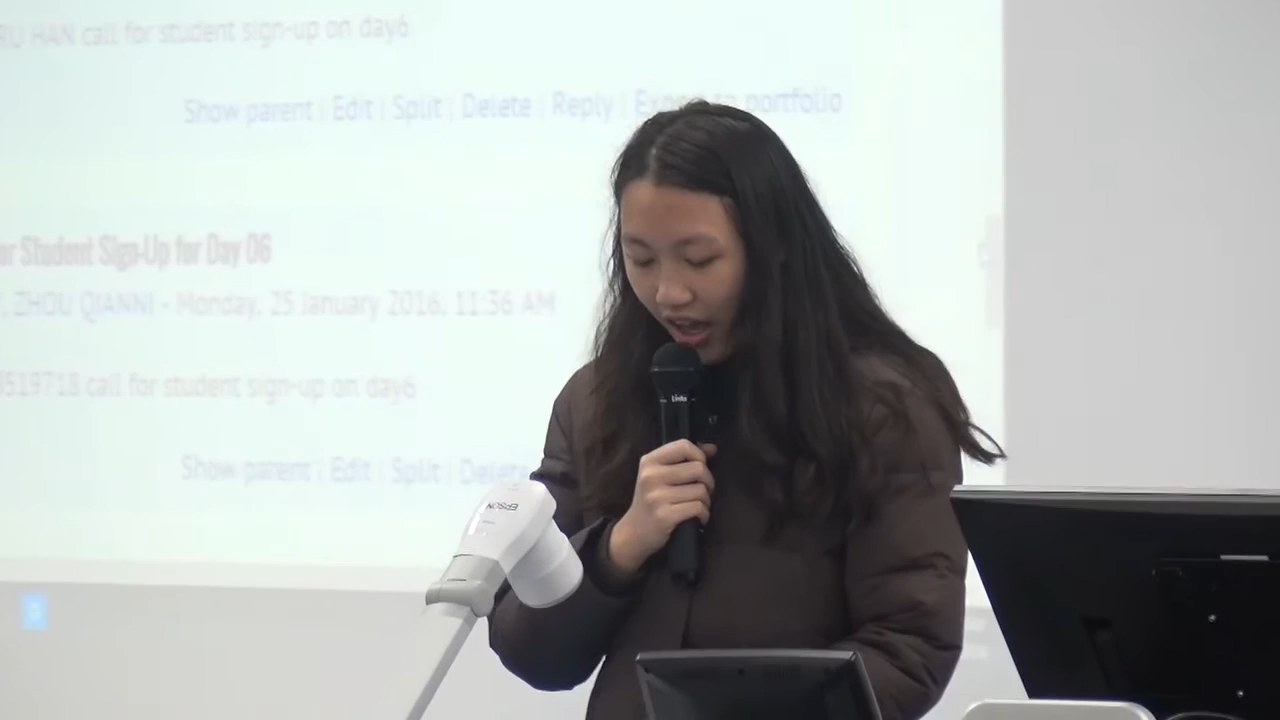 RU HAN call for student sign-up on day6
Show parent | Edit | Split | Delete | Reply | Export to portfolio
or Student Sign-Up for Day 06
, ZHOU QIANNI - Monday, 25 January 2016, 11:36 AM
3519718 call for student sign-up on day6
Show parent | Edit | Split | Delete
EPSON